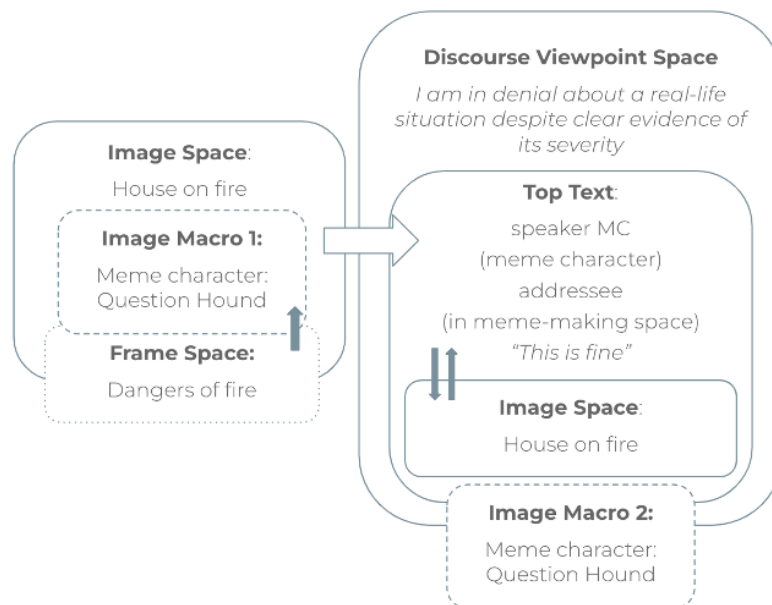 Image Space:
House on fire
Image Macro 1:
Meme character:
Question Hound
Frame Space:
Dangers of fire
Discourse Viewpoint Space
I am in denial about a real-life
situation despite clear evidence of
its severity
Top Text:
speaker MC
(meme character)
addressee
(in meme-making space)
“This is fine”
Image Space:
House on fire
Image Macro 2:
Meme character:
Question Hound